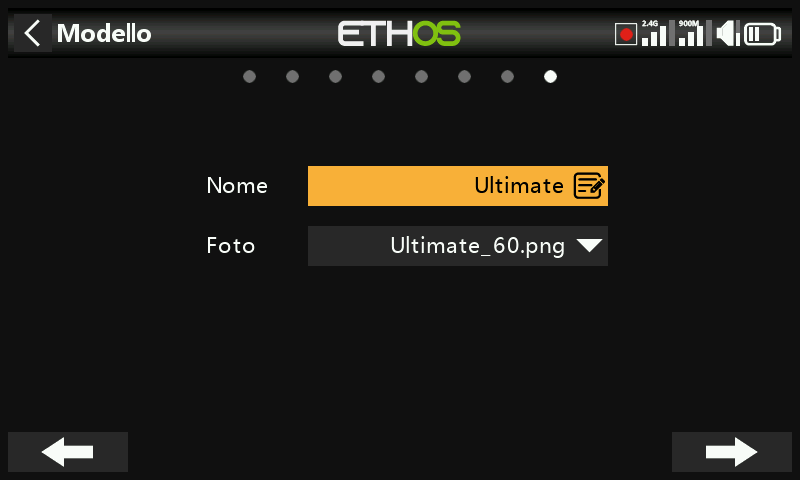 Modello
ETHOS
2.4G
900M
Nome
Ultimate
Foto
Ultimate_60.png